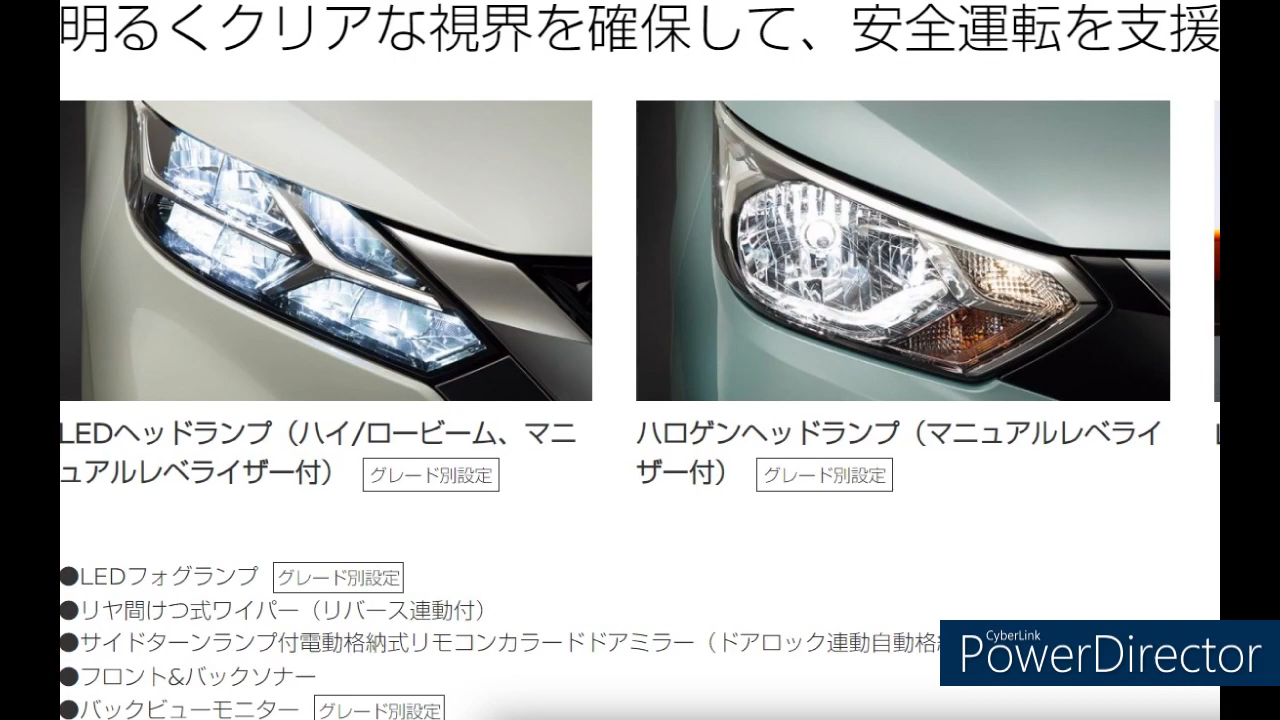 明るくクリアな視界を確保して、安全運転を支援
LEDヘッドランプ（ハイ/ロービーム、マニ
ュアルレベライザー付） グレード別設定
ハロゲンヘッドランプ（マニュアルレベライ
ザー付） グレード別設定
●LEDフォグランプ グレード別設定
●リヤ間けつ式ワイパー（リバース連動付）
●サイドターンランプ付電動格納式リモコンカラードドアミラー（ドアロック連動自動格
●フロント&バックソナー
●バックビューモニター グレード別設定
CyberLink
PowerDirector